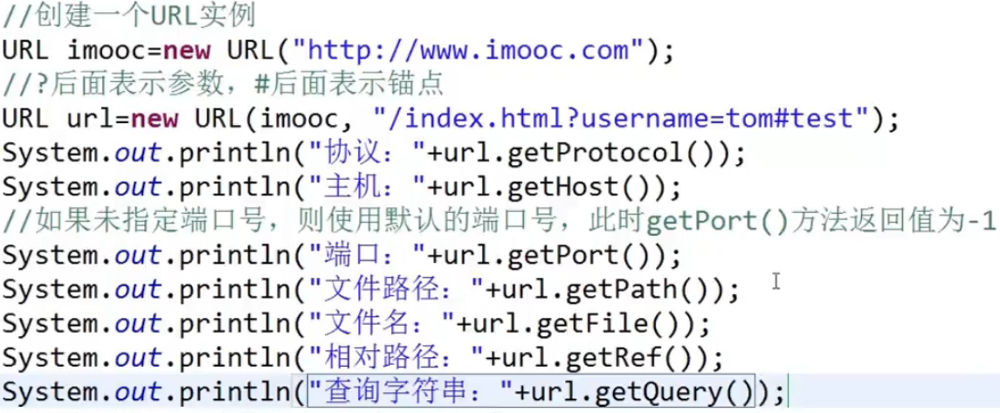 //创建一个URL实例
URL imooc=new URL("http://www.imooc.com");
//?后面表示参数，#后面表示锚点
URL url=new URL(imooc, "/index.html?username=tom#test");
System.out.println("协议："+url.getProtocol());
System.out.println("主机："+url.getHost());
//如果未指定端口号，则使用默认的端口号，此时getPort()方法返回值为-1
System.out.println("端口："+url.getPort());
System.out.println("文件路径："+url.getPath());
System.out.println("文件名："+url.getFile());
System.out.println("相对路径："+url.getRef());
System.out.println("查询字符串："+url.getQuery());